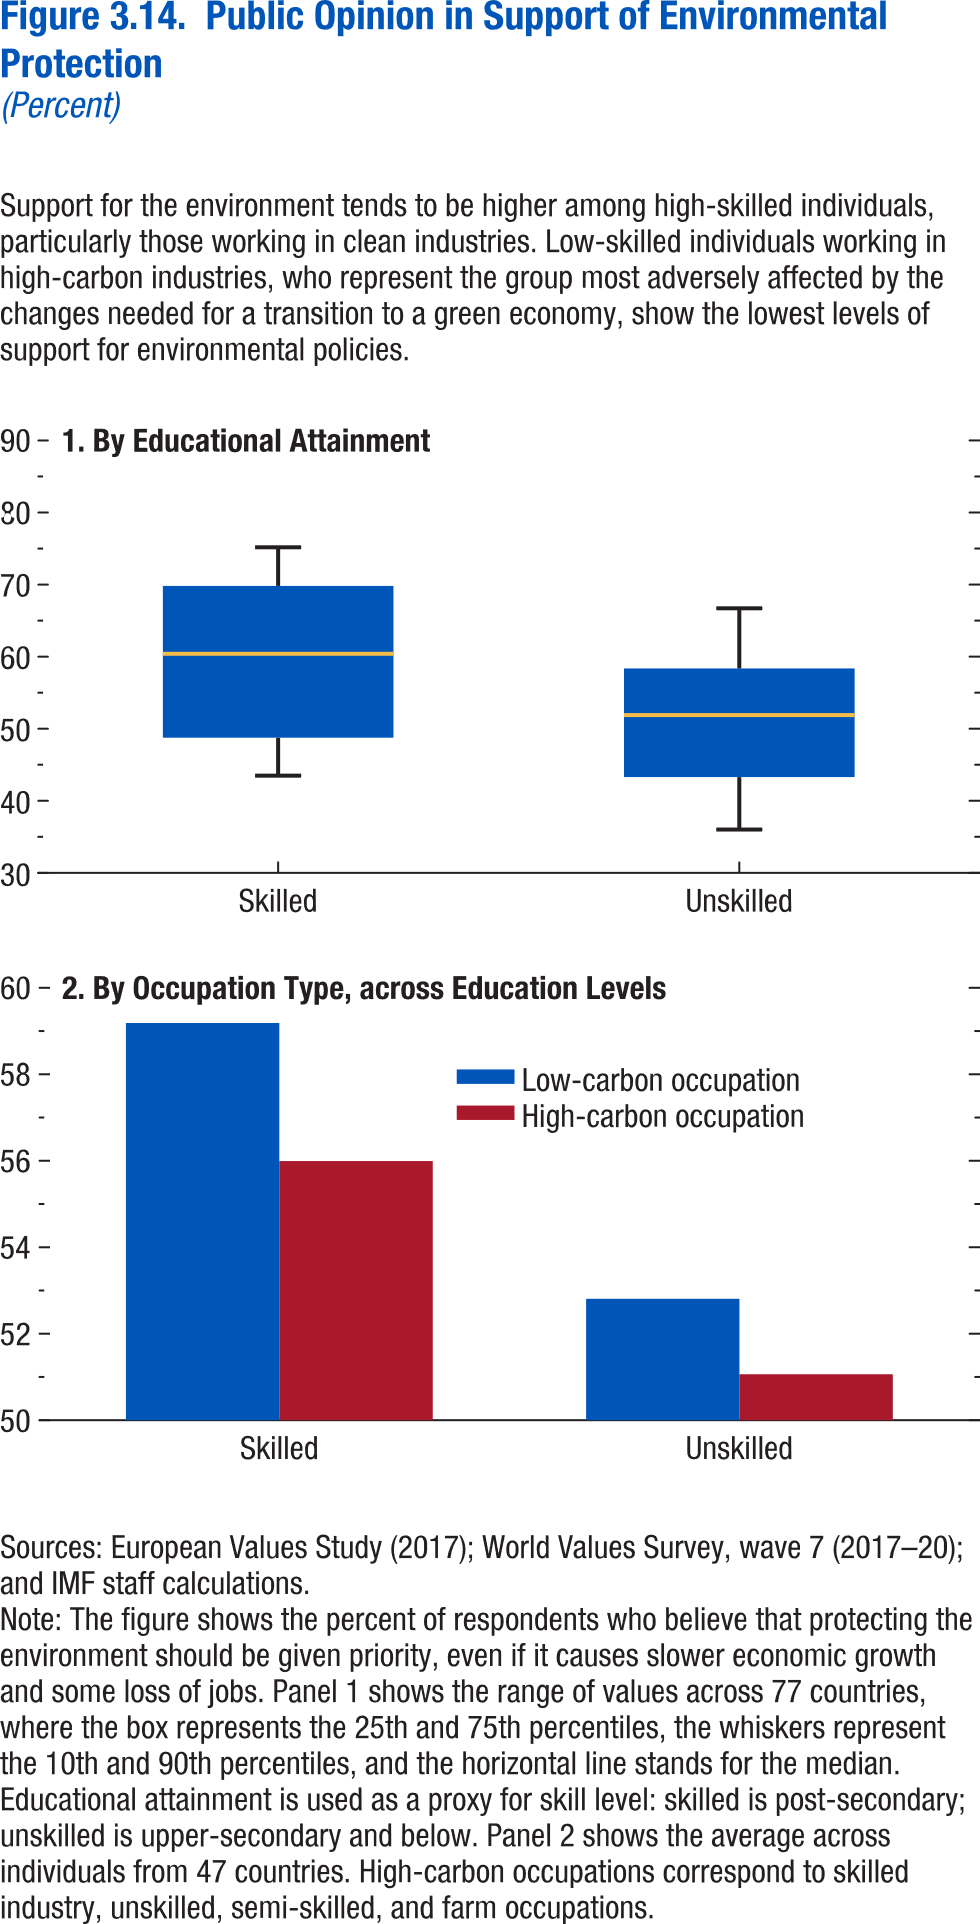 Figure 3.14. Public Opinion in Support of Environmental
Protection
(Percent)
Support for the environment tends to be higher among high-skilled individuals,
particularly those working in clean industries. Low-skilled individuals working in
high-carbon industries, who represent the group most adversely affected by the
changes needed for a transition to a green economy, show the lowest levels of
support for environmental policies.
90
1. By Educational Attainment
80
70
60
50
40
30
Skilled
Unskilled
60
2. By Occupation Type, across Education Levels
58
Low-carbon occupation
High-carbon occupation
56
54
52
50
Skilled
Unskilled
Sources: European Values Study (2017); World Values Survey, wave 7 (2017–20);
and IMF staff calculations.
Note: The figure shows the percent of respondents who believe that protecting the
environment should be given priority, even if it causes slower economic growth
and some loss of jobs. Panel 1 shows the range of values across 77 countries,
where the box represents the 25th and 75th percentiles, the whiskers represent
the 10th and 90th percentiles, and the horizontal line stands for the median.
Educational attainment is used as a proxy for skill level: skilled is post-secondary;
unskilled is upper-secondary and below. Panel 2 shows the average across
individuals from 47 countries. High-carbon occupations correspond to skilled
industry, unskilled, semi-skilled, and farm occupations.